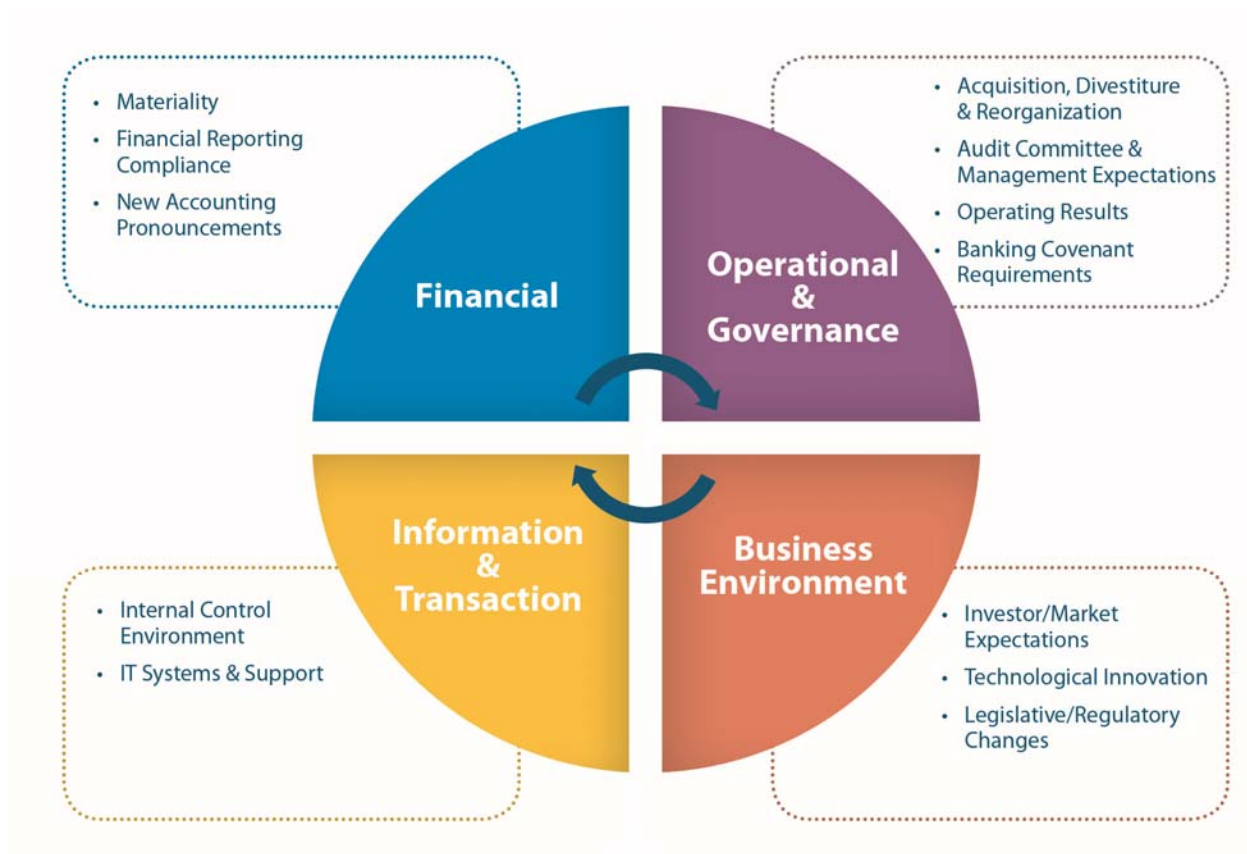 • Materiality
• Financial Reporting
Compliance
• New Accounting
Pronouncements
Financial
• Acquisition, Divestiture
& Reorganization
• Audit Committee &
Management Expectations
• Operating Results
• Banking Covenant
Requirements
Operational
&
Governance
Information
&
Transaction
• Internal Control
Environment
• IT Systems & Support
Business
Environment
• Investor/Market
Expectations
• Technological Innovation
• Legislative/Regulatory
Changes